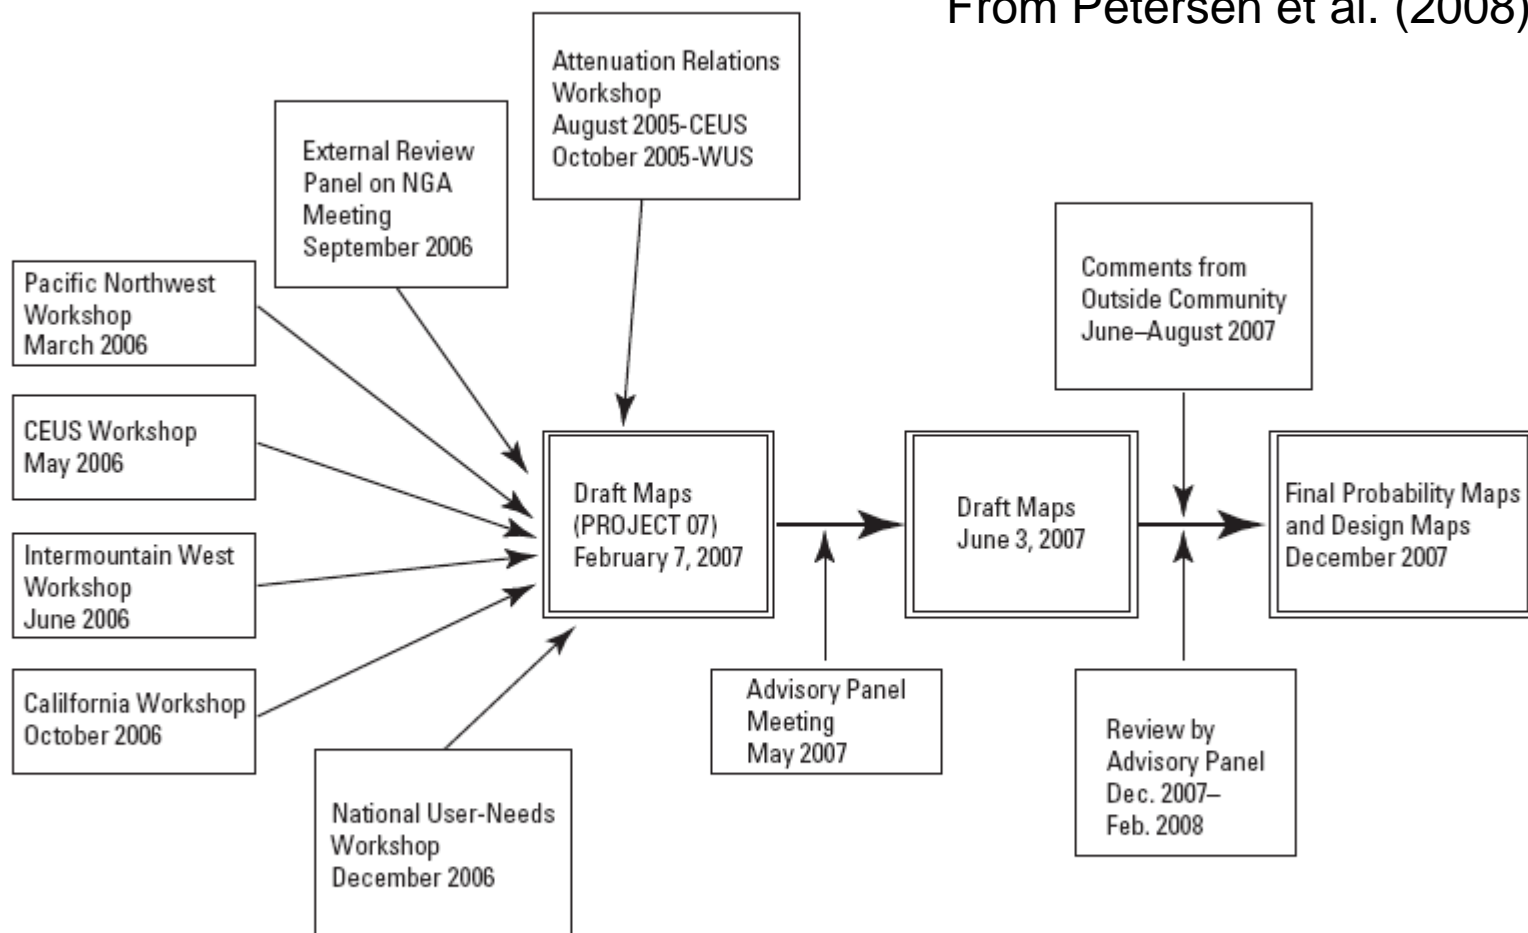 From Petersen et al. (2008)
Attenuation Relations
Workshop
August 2005-CEUS
October 2005-WUS
External Review
Panel on NGA
Meeting
September 2006
Pacific Northwest
Workshop
March 2006
CEUS Workshop
May 2006
Intermountain West
Workshop
June 2006
Calilfornia Workshop
October 2006
National User-Needs
Workshop
December 2006
Draft Maps
(PROJECT 07)
February 7, 2007
Advisory Panel
Meeting
May 2007
Draft Maps
June 3, 2007
Comments from
Outside Community
June–August 2007
Review by
Advisory Panel
Dec. 2007–
Feb. 2008
Final Probability Maps
and Design Maps
December 2007